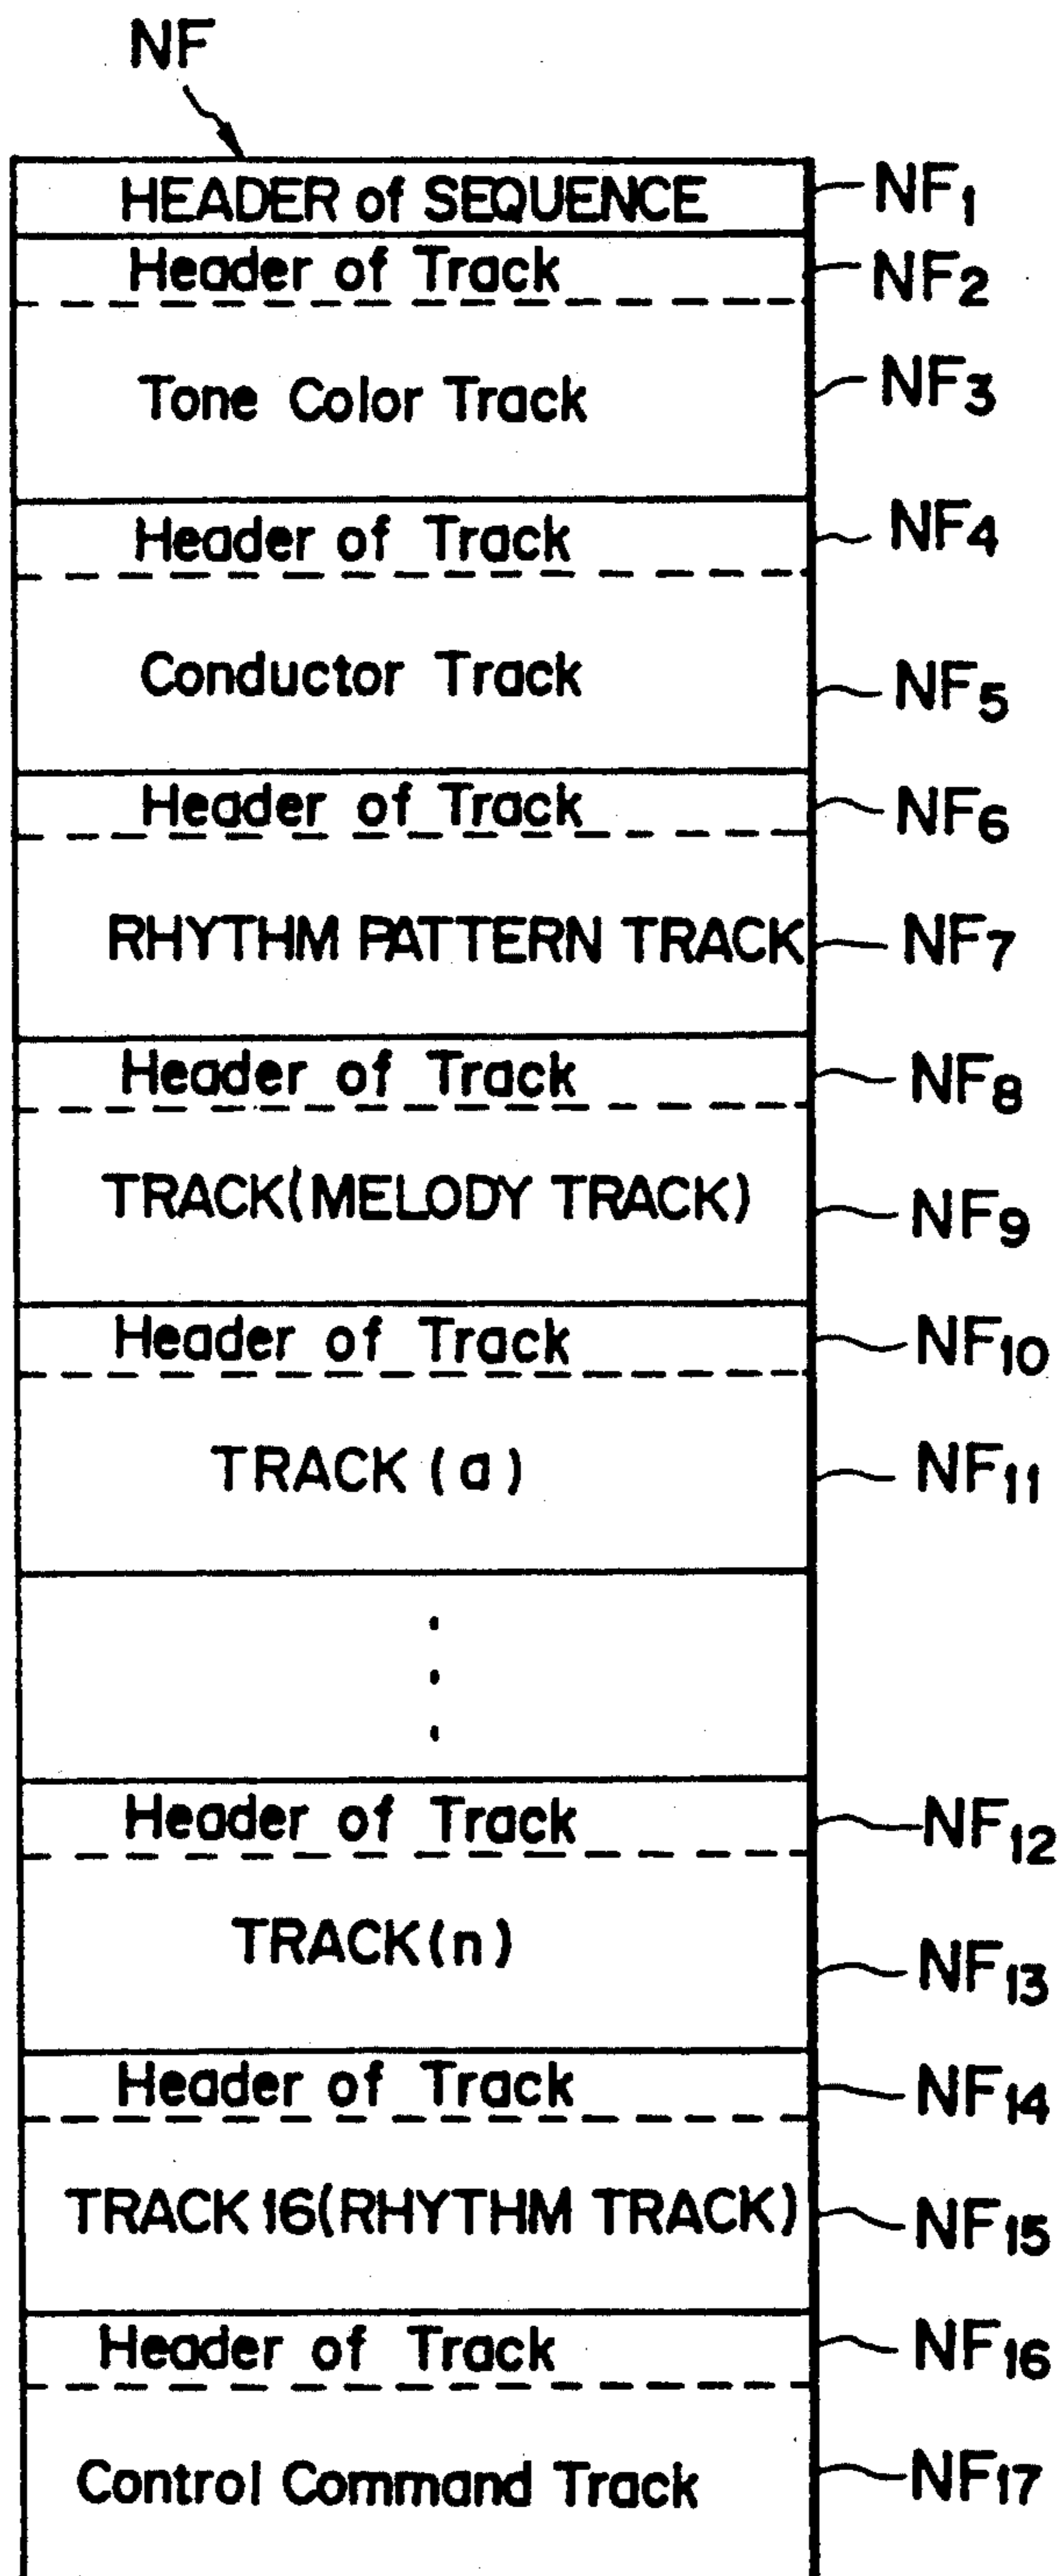 NF
HEADER of SEQUENCE NF1
Header of Track NF2
Tone Color Track NF3
Header of Track NF4
Conductor Track NF5
Header of Track NF6
RHYTHM PATTERN TRACK NF7
Header of Track NF8
TRACK(MELODY TRACK) NF9
Header of Track NF10
TRACK (a) NF11
Header of Track NF12
TRACK(n) NF13
Header of Track NF14
TRACK 16(RHYTHM TRACK) NF15
Header of Track NF16
Control Command Track NF17